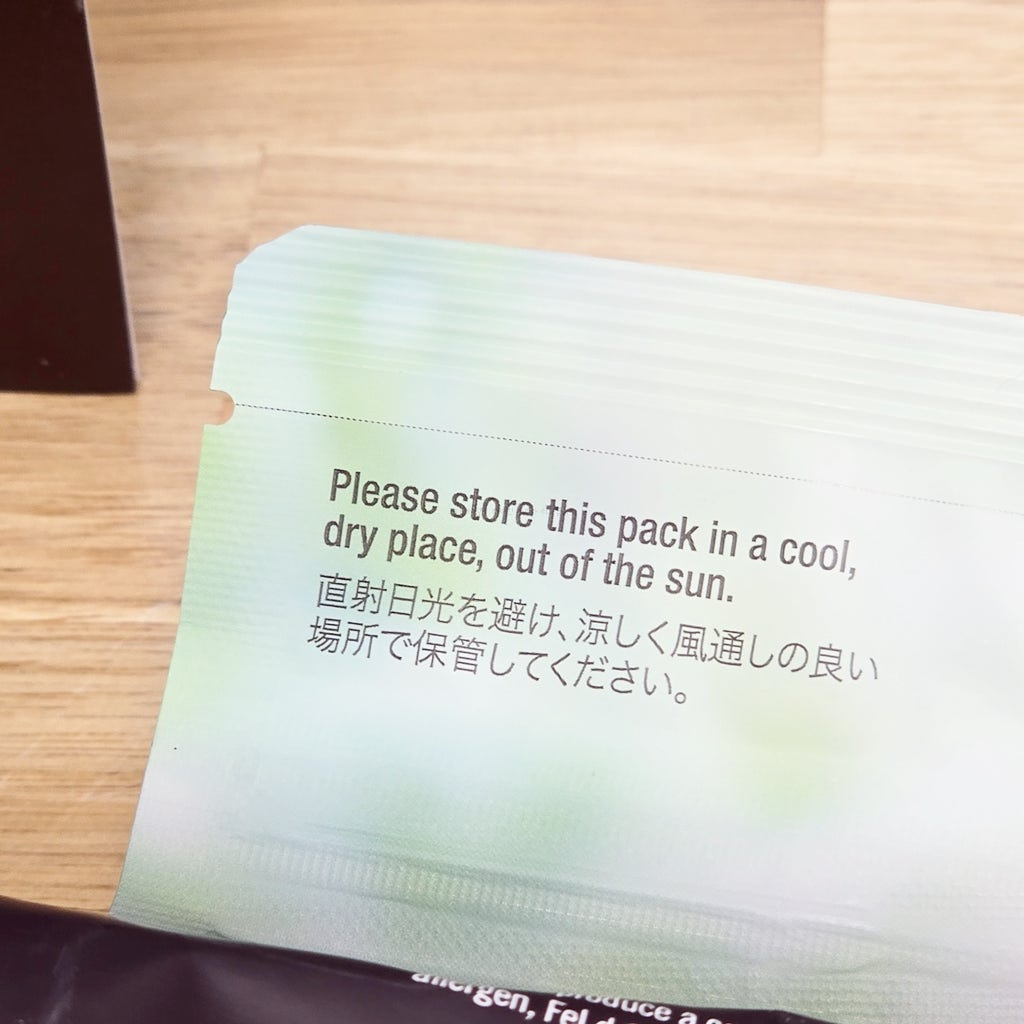 Please store this pack in a cool,
dry place, out of the sun.
直射日光を避け、涼しく風通しの良い
場所で保管してください。
produce a
allergen, Fel d